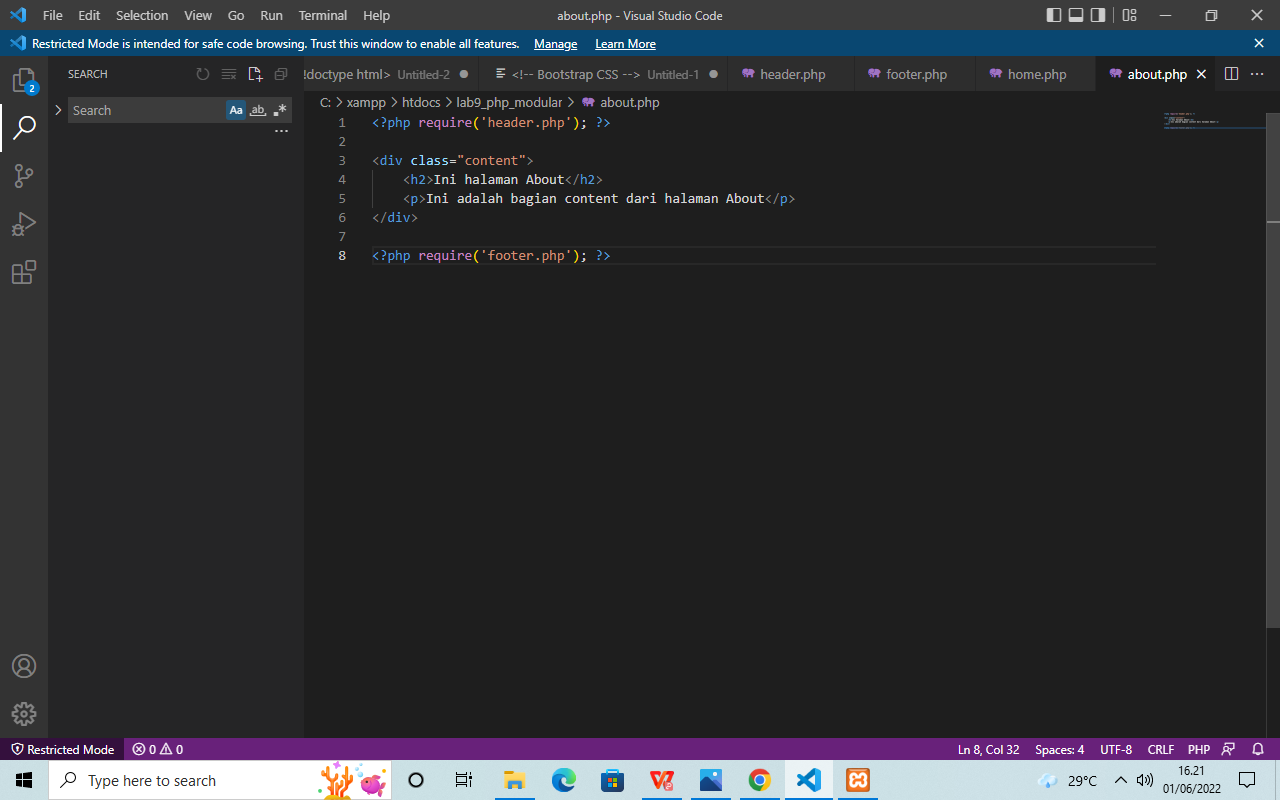 File Edit Selection View Go Run Terminal Help about.php - Visual Studio Code
Restricted Mode is intended for safe code browsing. Trust this window to enable all features. Manage Learn More
2
SEARCH
Search Aa ab
!doctype html> Untitled-2 <!-- Bootstrap CSS --> Untitled-1 header.php footer.php home.php about.php
C: > xampp > htdocs > lab9_php_modular > about.php
1 <?php require('header.php'); ?>
2
3 <div class="content">
4 <h2>Ini halaman About</h2>
5 <p>Ini adalah bagian content dari halaman About</p>
6 </div>
7
8 <?php require('footer.php'); ?>
Restricted Mode 0 0 Ln 8, Col 32 Spaces: 4 UTF-8 CRLF PHP
Type here to search 29°C 16.21
01/06/2022